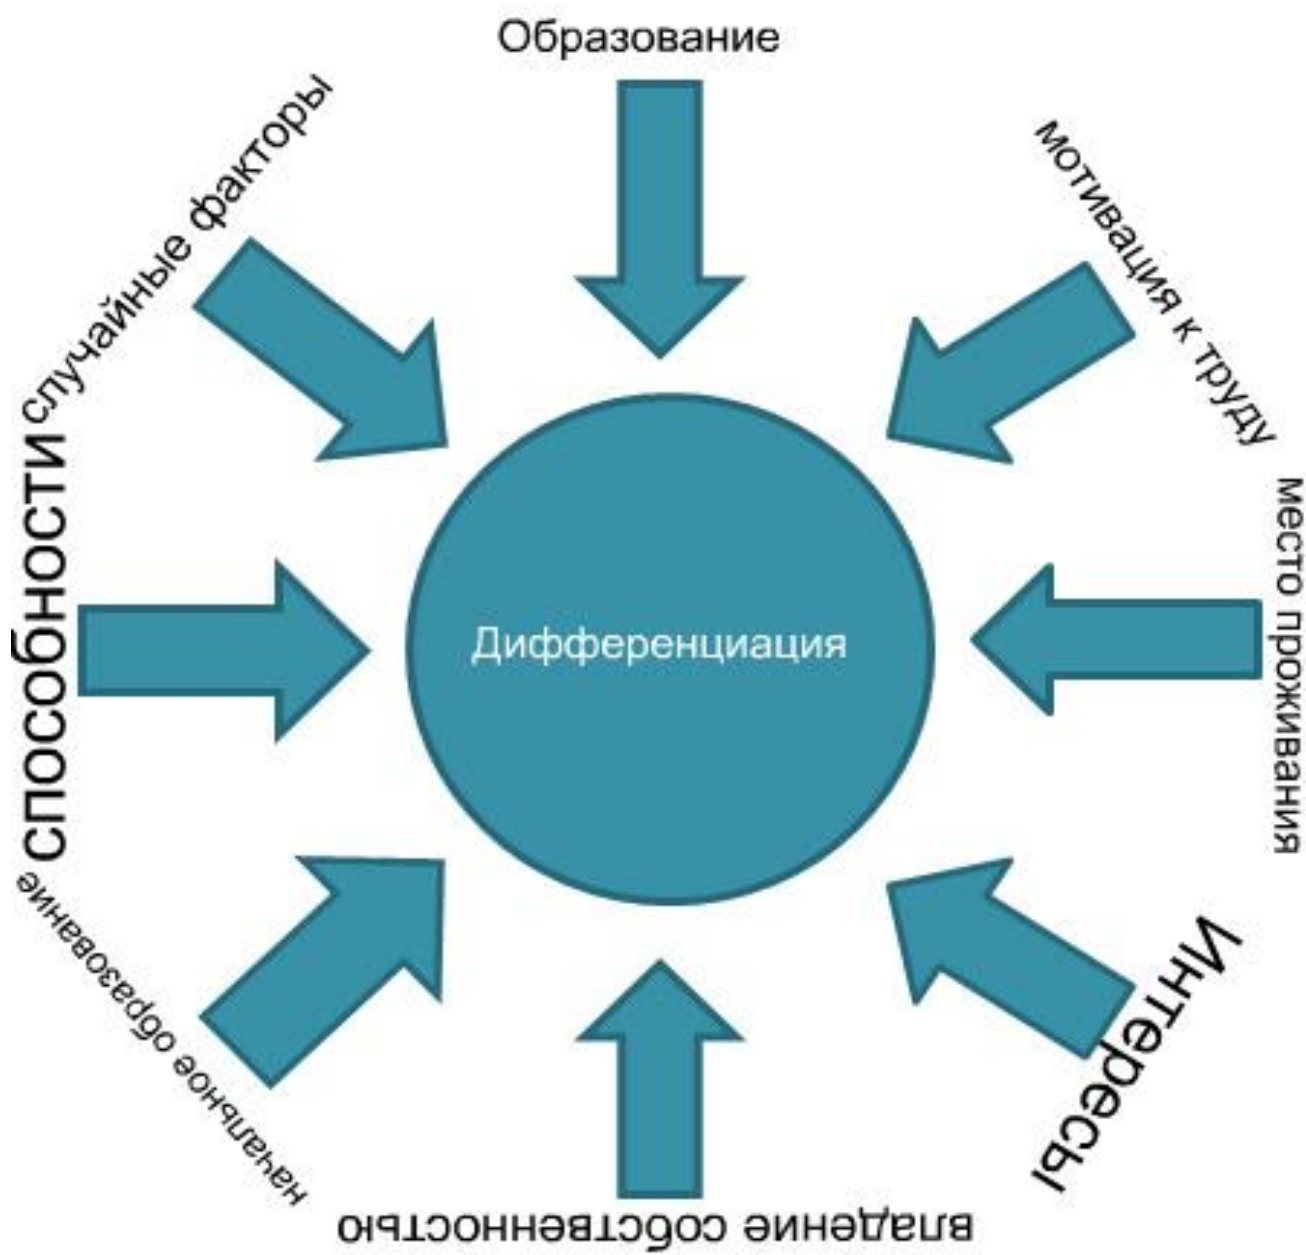 Образование
мотивация к труду
место проживания
Интересы
владение собственностью
начальное образование
способности
случайные факторы
Дифференциация